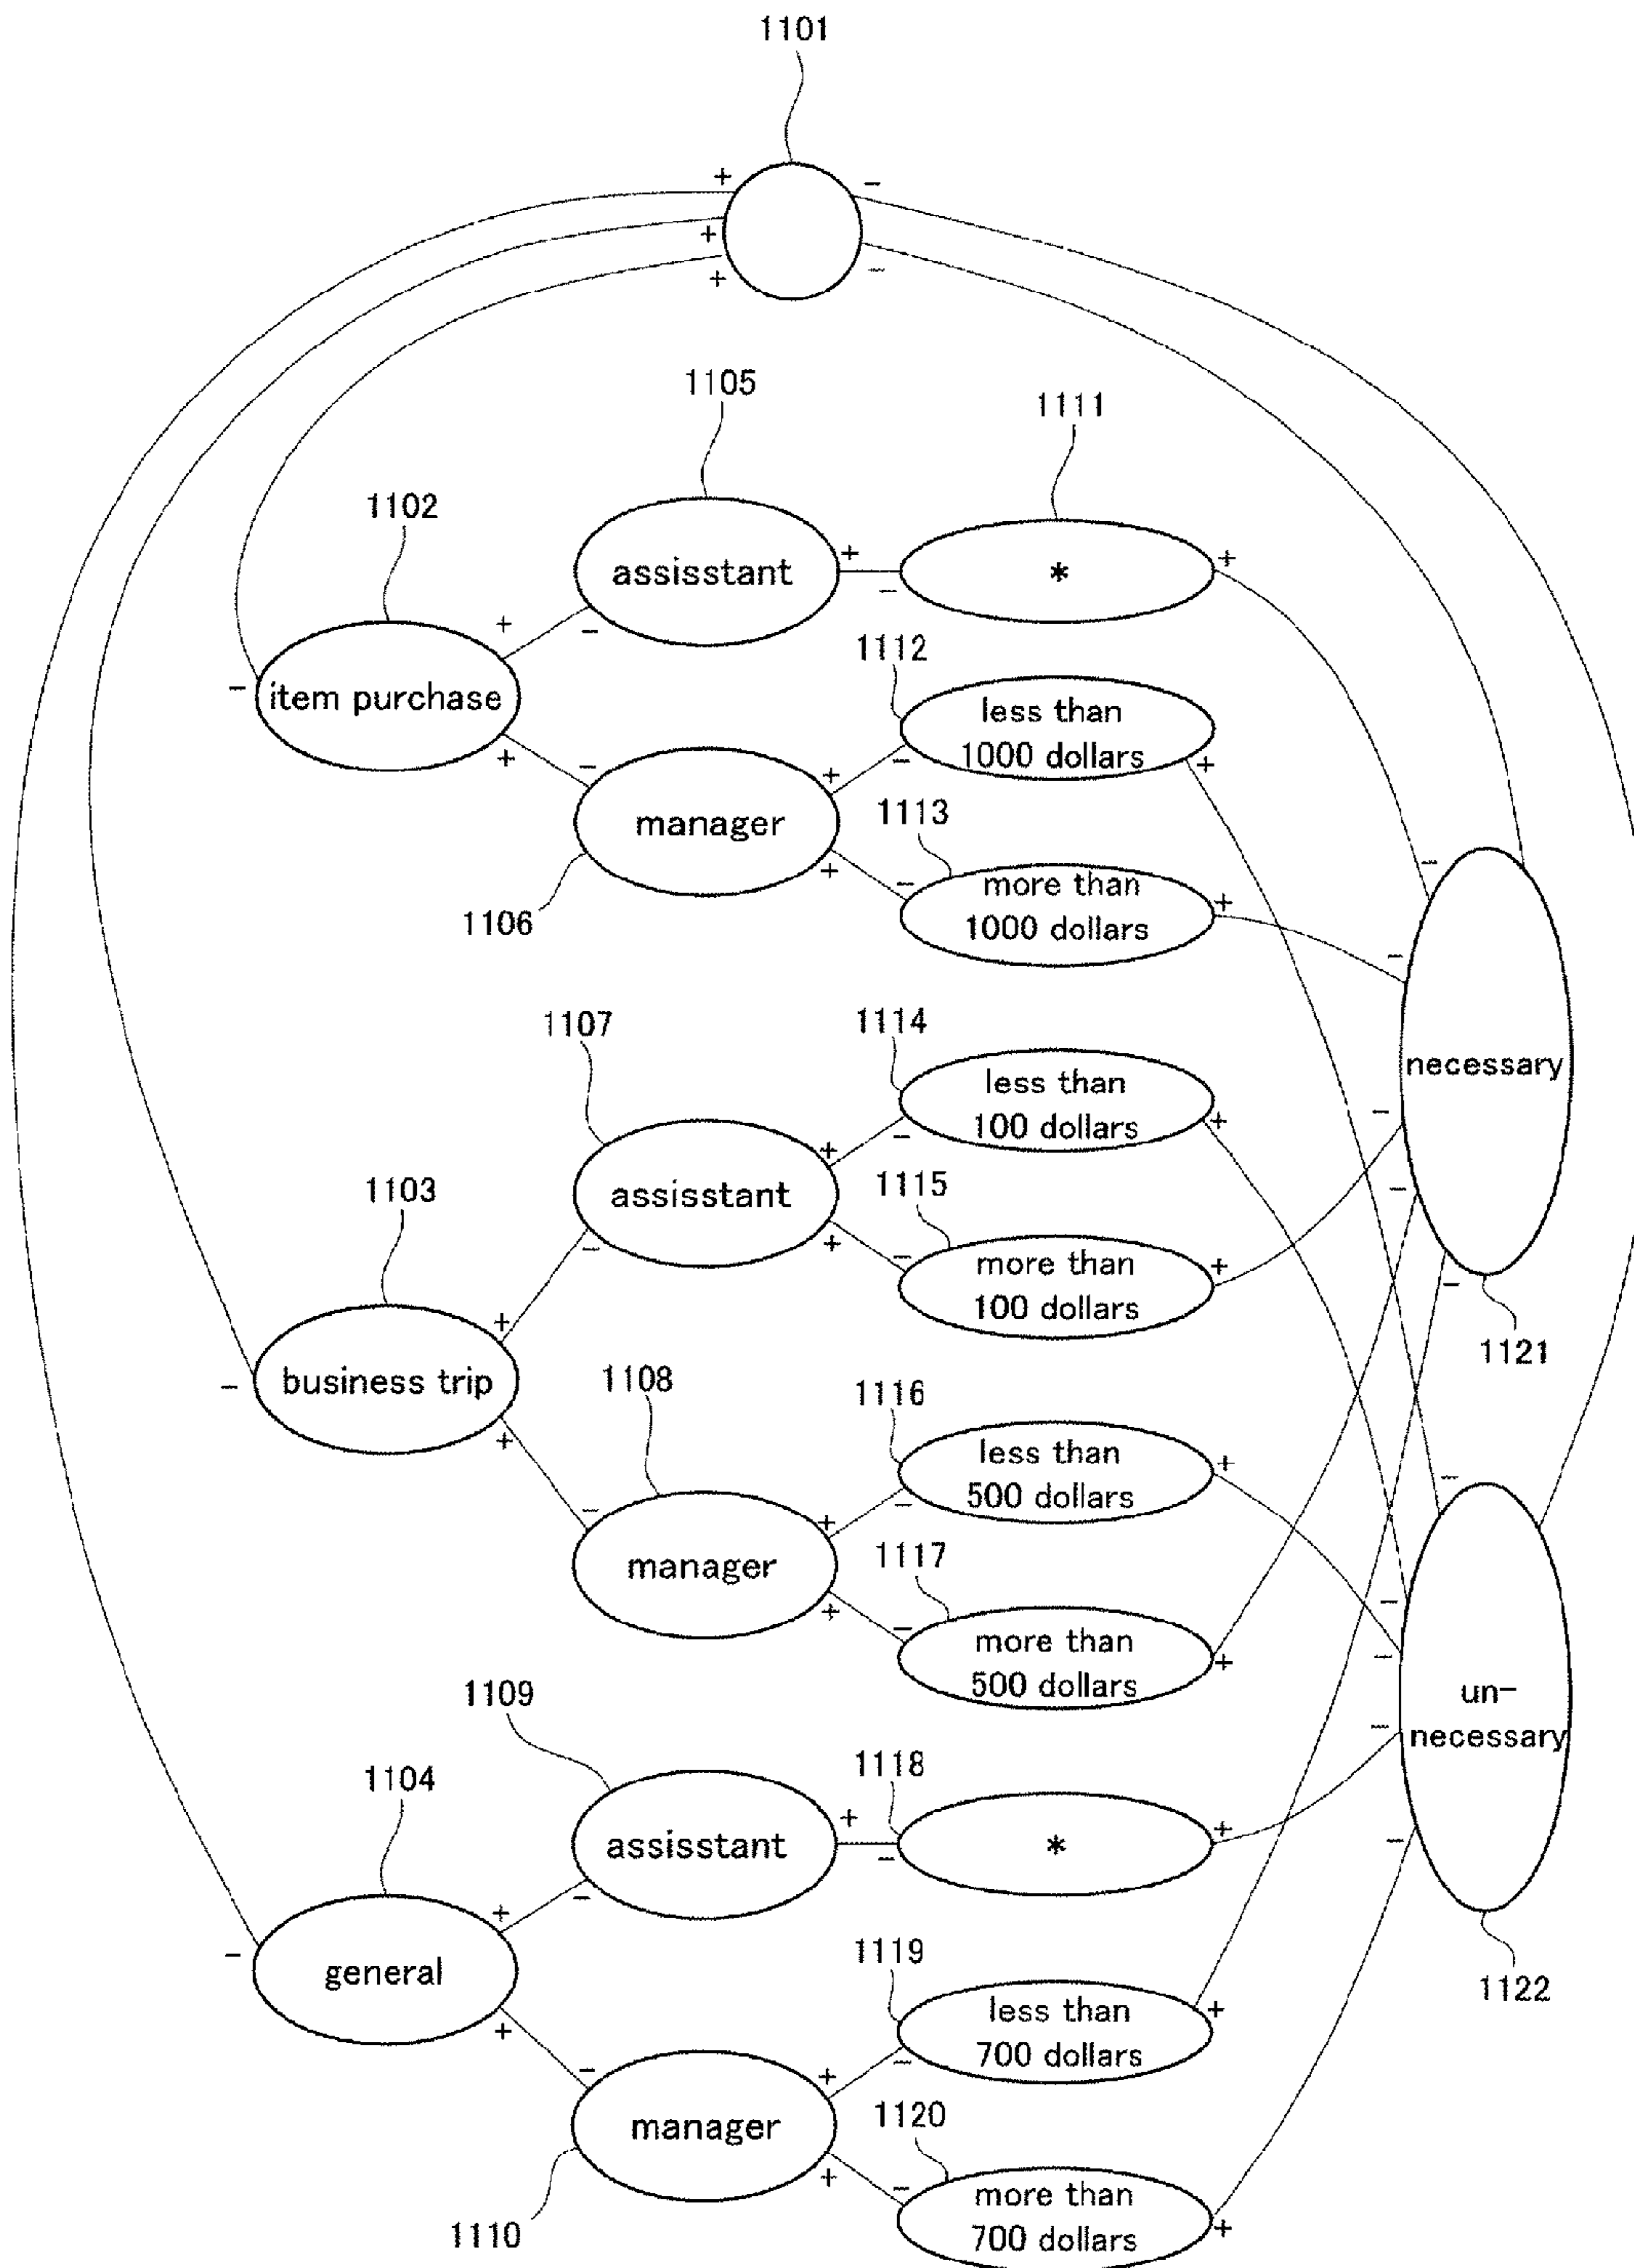 1101
+
−
+
−
+
1105
1111
1102
assisstant
+
−
*
+
+
−
1112
− item purchase
less than
1000 dollars
+
−
+
−
+
1113
manager
+
−
more than
1000 dollars
+
−
−
1106
1107
1114
less than
100 dollars
necessary
+
−
+
−
1103
assisstant
1115
−
+
−
more than
100 dollars
+
−
+
1121
− business trip
1108
1116
+
less than
500 dollars
+
−
−
+
−
manager
1117
−
+
−
more than
500 dollars
+
−
un-
necessary
1109
1104
1118
−
assisstant
+
−
*
+
−
+
−
− general
1119
1122
+
less than
700 dollars
+
−
+
−
manager
1120
+
−
more than
700 dollars
+
1110